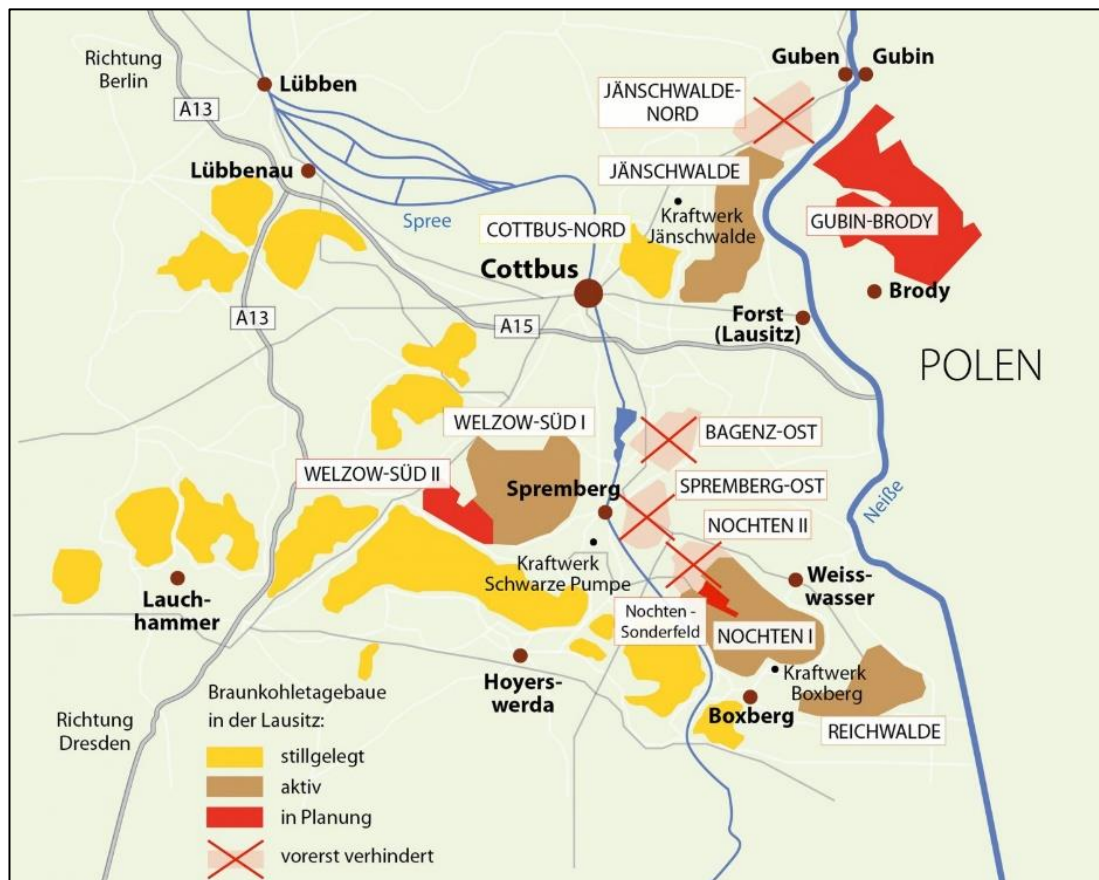 Richtung
Berlin
A13
Lübben
Lübbenau
Spree
Guben
Gubin
JÄNSCHWALDE-
NORD
JÄNSCHWALDE
Kraftwerk
Jänschwalde
COTTBUS-NORD
Cottbus
GUBIN-BRODY
Brody
Forst
(Lausitz)
A13
A15
POLEN
WELZOW-SÜD I
WELZOW-SÜD II
BAGENZ-OST
Spremberg
SPREMBERG-OST
NOCHTEN II
Neiße
Kraftwerk
Schwarze Pumpe
Weiss-
wasser
Lauch-
hammer
Nochten -
Sonderfeld
NOCHTEN I
Hoyers-
werda
Kraftwerk
Boxberg
Boxberg
REICHWALDE
Richtung
Dresden
Braunkohletagebaue
in der Lausitz:
stillgelegt
aktiv
in Planung
vorerst verhindert